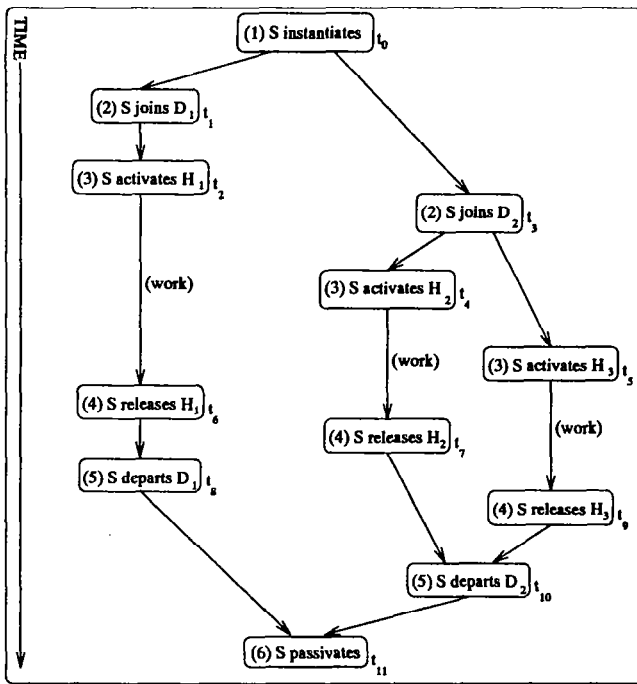 TIME
(1) S instantiates t0
(2) S joins D1 t1
(3) S activates H1 t2
(2) S joins D2 t3
(3) S activates H2 t4
(work)
(3) S activates H3 t5
(work)
(4) S releases H1 t6
(4) S releases H2 t7
(work)
(5) S departs D1 t8
(4) S releases H3 t9
(5) S departs D2 t10
(6) S passivates t11